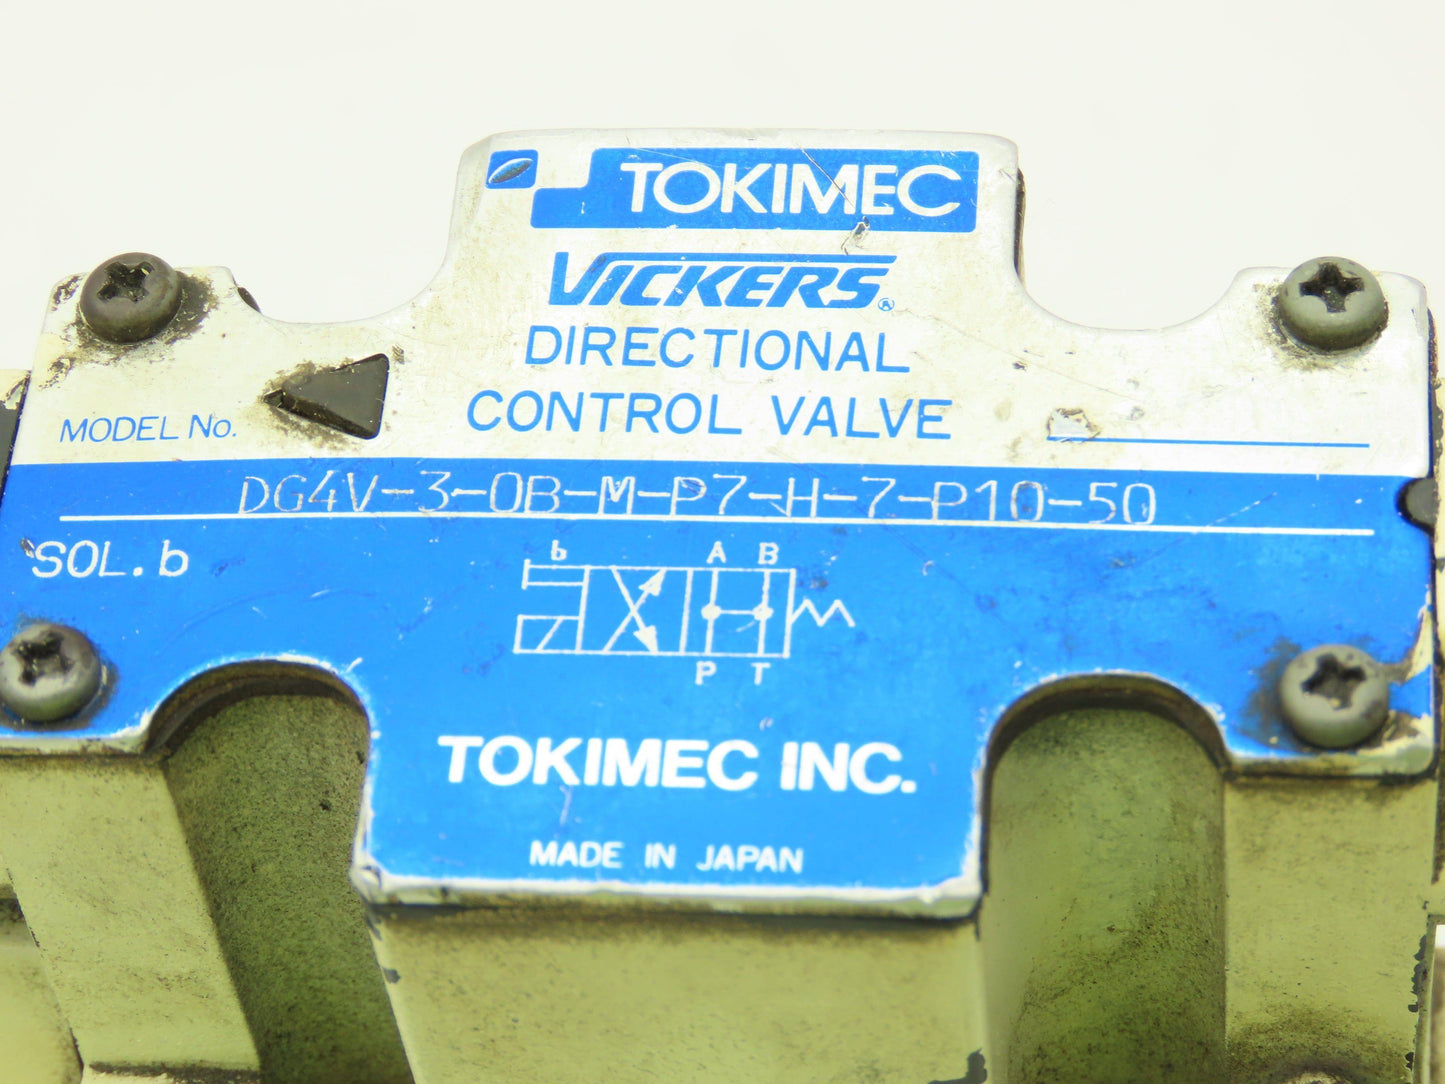 TOKIMEC
VICKERS®
DIRECTIONAL
CONTROL VALVE
MODEL No.
DG4V-3-0B-M-P7-H-7-P10-50
SOL.b
b A B
P T
TOKIMEC INC.
MADE IN JAPAN